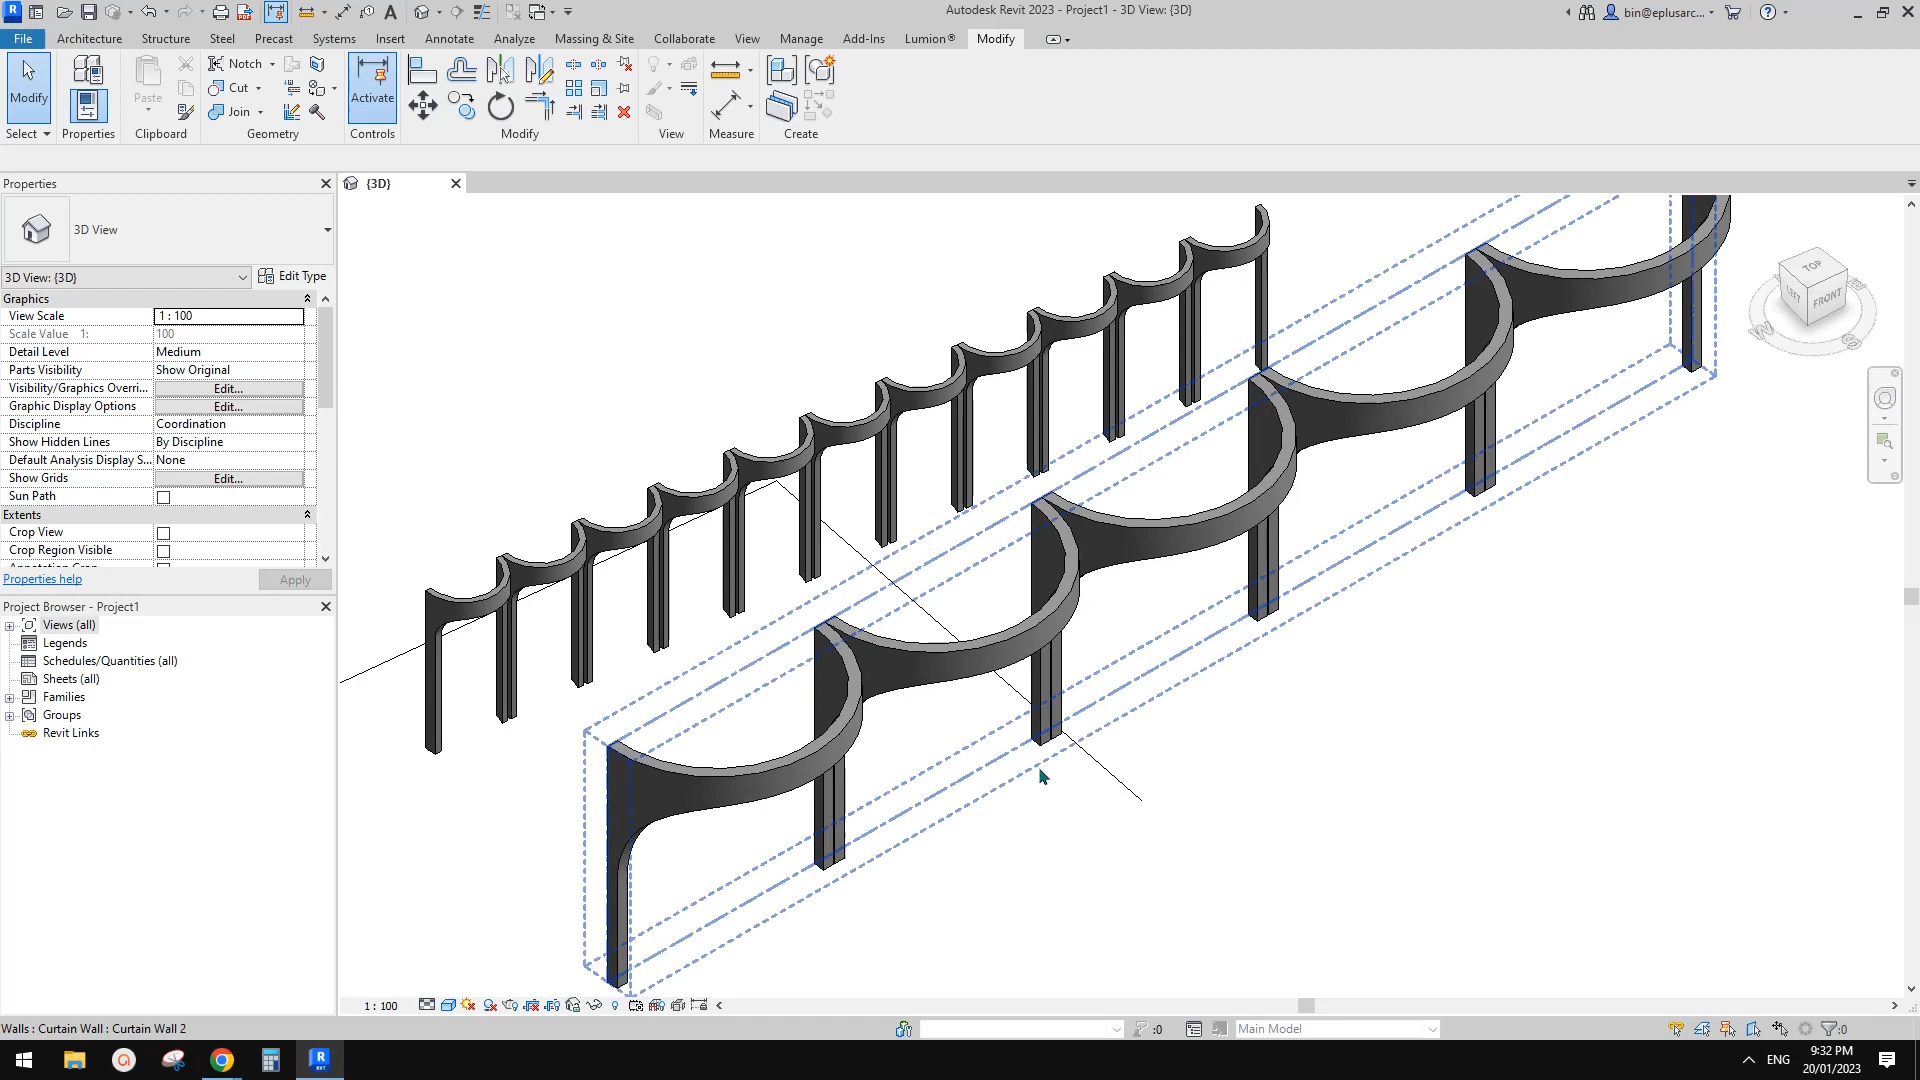 Autodesk Revit 2023 - Project1 - 3D View: {3D}
bin@eplusarc...
File
Architecture
Structure
Steel
Precast
Systems
Insert
Annotate
Analyze
Massing & Site
Collaborate
View
Manage
Add-Ins
Lumion®
Modify
Modify
Paste
Notch
Cut
Join
Activate
Select
Properties
Clipboard
Geometry
Controls
Modify
View
Measure
Create
Properties
{3D}
3D View
3D View: {3D}
Edit Type
Graphics
View Scale
1 : 100
Scale Value 1:
100
Detail Level
Medium
Parts Visibility
Show Original
Visibility/Graphics Overri...
Edit...
Graphic Display Options
Edit...
Discipline
Coordination
Show Hidden Lines
By Discipline
Default Analysis Display S...
None
Show Grids
Edit...
Sun Path
Extents
Crop View
Crop Region Visible
Properties help
Apply
Project Browser - Project1
Views (all)
Legends
Schedules/Quantities (all)
Sheets (all)
Families
Groups
Revit Links
TOP
LEFT
FRONT
W
S
1 : 100
Walls : Curtain Wall : Curtain Wall 2
:0
Main Model
:0
ENG
9:32 PM
20/01/2023